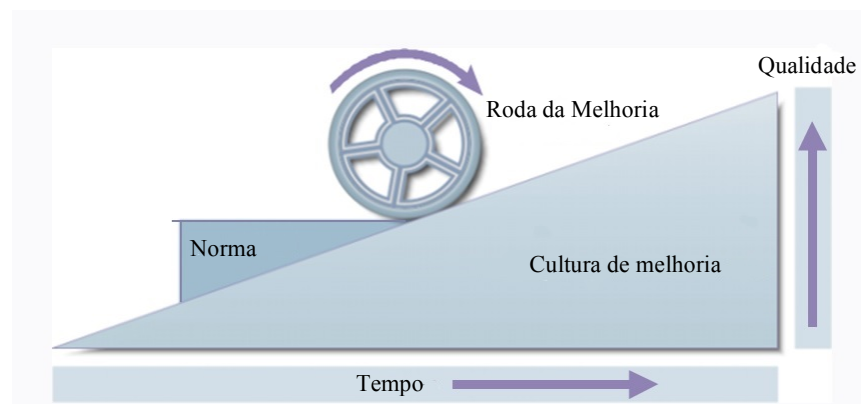 Qualidade
Roda da Melhoria
Norma
Cultura de melhoria
Tempo